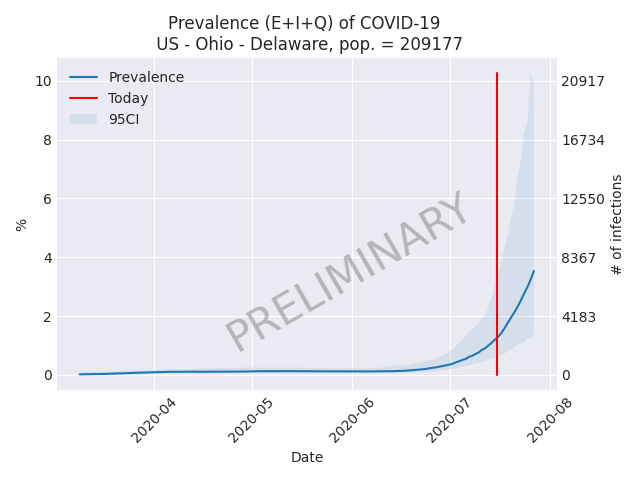 Prevalence (E+I+Q) of COVID-19
US - Ohio - Delaware, pop. = 209177
Prevalence
Today
95CI
10
8
6
4
2
0
%
20917
16734
12550
8367
4183
0
# of infections
PRELIMINARY
2020-04
2020-05
2020-06
2020-07
2020-08
Date